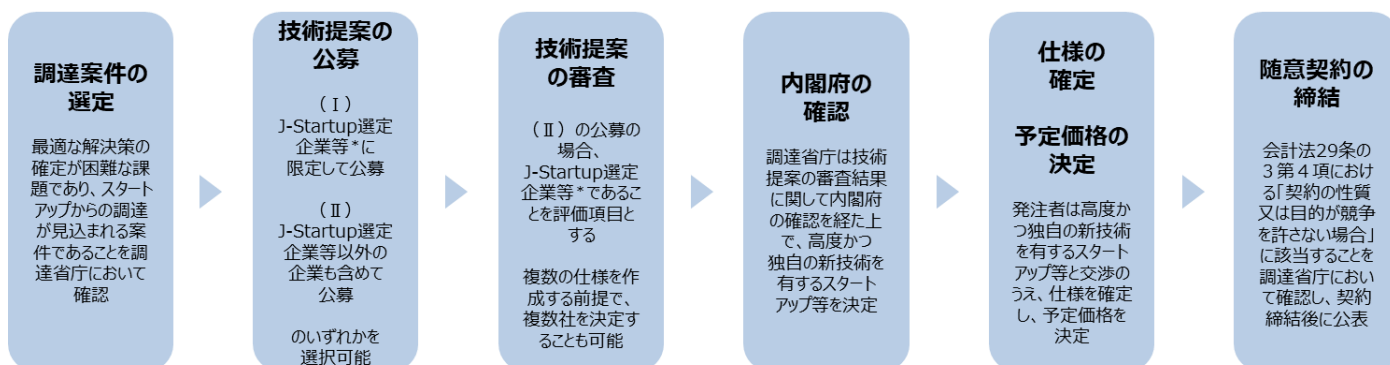 調達案件の
選定
最適な解決策の
確定が困難な課
題であり、スタート
アップからの調達
が見込まれる案
件であることを調
達省庁において
確認
技術提案の
公募
（Ⅰ）
J-Startup選定
企業等*に
限定して公募
（Ⅱ）
J-Startup選定
企業等以外の
企業も含めて
公募
のいずれかを
選択可能
技術提案
の審査
（Ⅱ）の公募の
場合、
J-Startup選定
企業等*であるこ
とを評価項目と
する
複数の仕様を作
成する前提で、
複数社を決定す
ることも可能
内閣府の
確認
調達省庁は技術
提案の審査結果
に関して内閣府
の確認を経た上
で、高度かつ
独自の新技術を
有するスタート
アップ等を決定
仕様の
確定
予定価格の
決定
発注者は高度か
つ独自の新技術
を有するスタート
アップ等と交渉の
うえ、仕様を確定
し、予定価格を
決定
随意契約の
締結
会計法29条の
３第４項におけ
る「契約の性質
又は目的が競争
を許さない場合」
に該当することを
調達省庁におい
て確認し、契約
締結後に公表